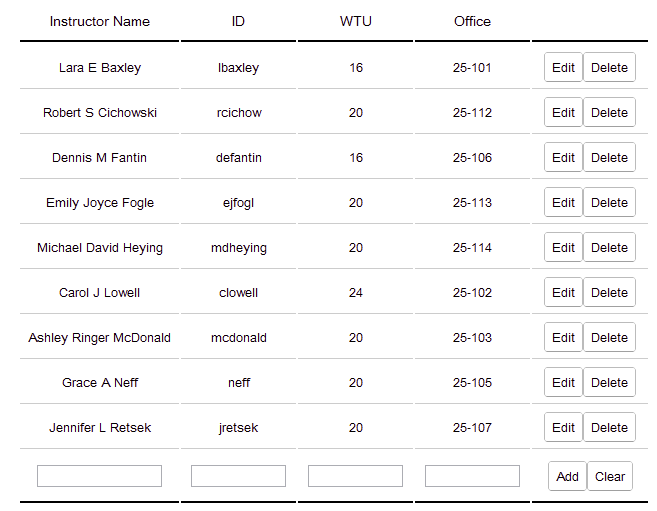 Instructor Name ID WTU Office
Lara E Baxley lbaxley 16 25-101 Edit Delete
Robert S Cichowski rcichow 20 25-112 Edit Delete
Dennis M Fantin defantin 16 25-106 Edit Delete
Emily Joyce Fogle ejfogl 20 25-113 Edit Delete
Michael David Heying mdheying 20 25-114 Edit Delete
Carol J Lowell clowell 24 25-102 Edit Delete
Ashley Ringer McDonald mcdonald 20 25-103 Edit Delete
Grace A Neff neff 20 25-105 Edit Delete
Jennifer L Retsek jretsek 20 25-107 Edit Delete
Add Clear